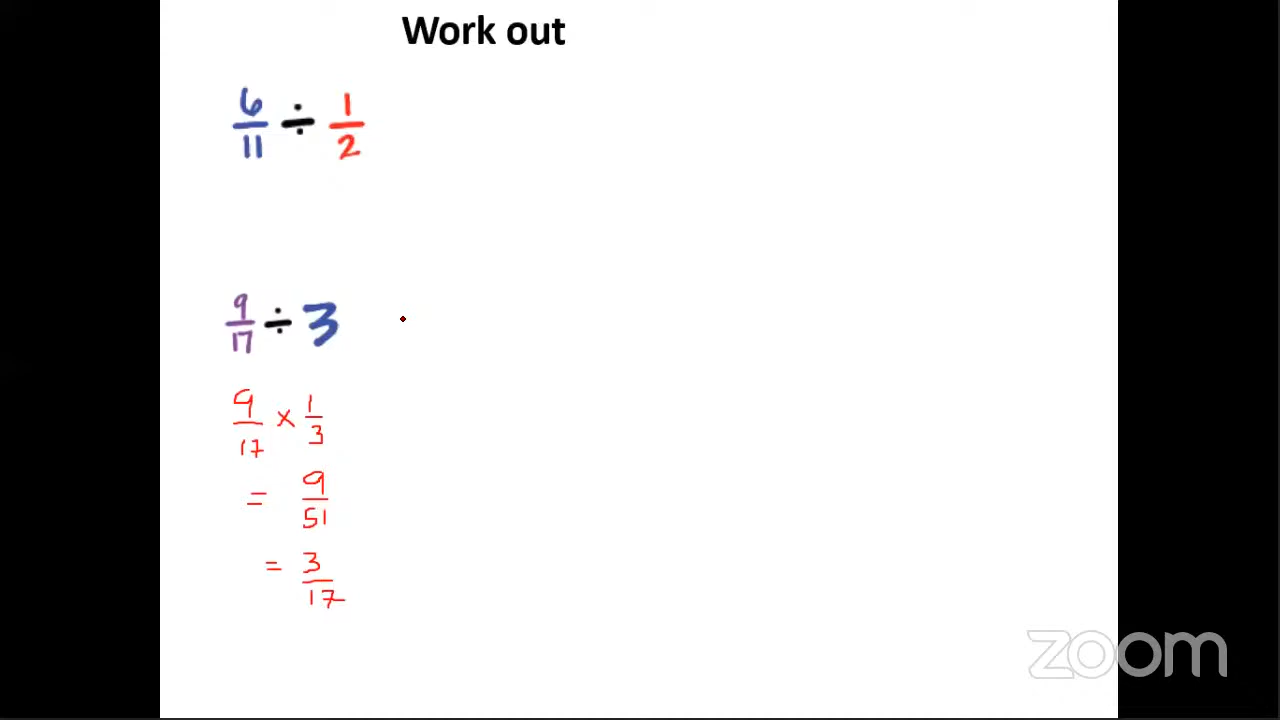 Work out
6/11 ÷ 1/2
9/17 ÷ 3
9/17 × 1/3
= 9/51
= 3/17
zoom